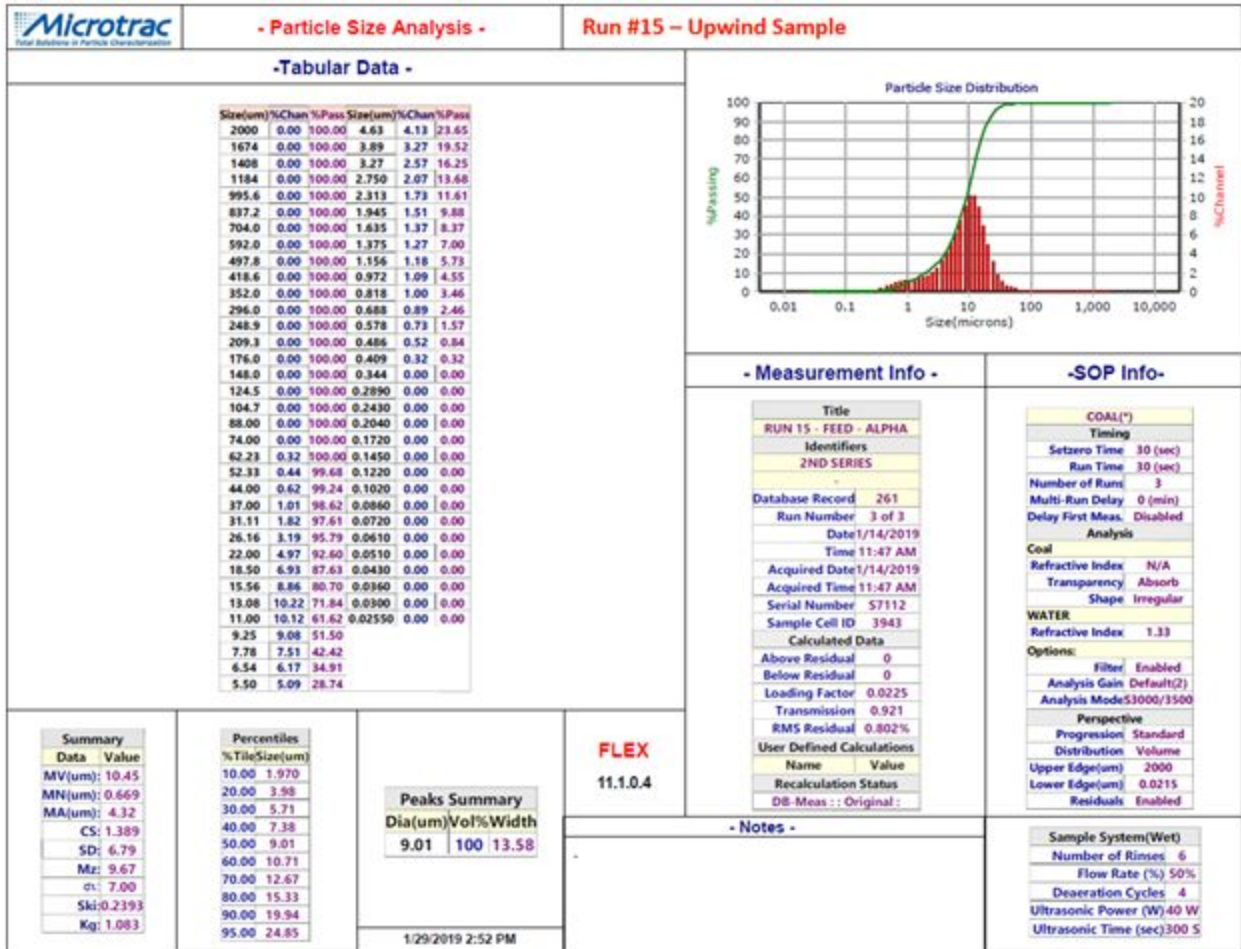 Microtrac
Total Solutions in Particle Characterization
- Particle Size Analysis -
Run #15 – Upwind Sample
-Tabular Data -
Size(um) %Chan %Pass Size(um) %Chan %Pass
2000 0.00 100.00 4.63 4.13 23.65
1674 0.00 100.00 3.89 3.27 19.52
1408 0.00 100.00 3.27 2.57 16.25
1184 0.00 100.00 2.750 2.07 13.68
995.6 0.00 100.00 2.313 1.73 11.61
837.2 0.00 100.00 1.945 1.51 9.88
704.0 0.00 100.00 1.635 1.37 8.37
592.0 0.00 100.00 1.375 1.27 7.00
497.8 0.00 100.00 1.156 1.18 5.73
418.6 0.00 100.00 0.972 1.09 4.55
352.0 0.00 100.00 0.818 1.00 3.46
296.0 0.00 100.00 0.688 0.89 2.46
248.9 0.00 100.00 0.578 0.73 1.57
209.3 0.00 100.00 0.486 0.52 0.84
176.0 0.00 100.00 0.409 0.32 0.32
148.0 0.00 100.00 0.344 0.00 0.00
124.5 0.00 100.00 0.2890 0.00 0.00
104.7 0.00 100.00 0.2430 0.00 0.00
88.00 0.00 100.00 0.2040 0.00 0.00
74.00 0.00 100.00 0.1720 0.00 0.00
62.23 0.32 100.00 0.1450 0.00 0.00
52.33 0.44 99.68 0.1220 0.00 0.00
44.00 0.62 99.24 0.1020 0.00 0.00
37.00 1.01 98.62 0.0860 0.00 0.00
31.11 1.82 97.61 0.0720 0.00 0.00
26.16 3.19 95.79 0.0610 0.00 0.00
22.00 4.97 92.60 0.0510 0.00 0.00
18.50 6.93 87.63 0.0430 0.00 0.00
15.56 8.86 80.70 0.0360 0.00 0.00
13.08 10.22 71.84 0.0300 0.00 0.00
11.00 10.12 61.62 0.02550 0.00 0.00
9.25 9.08 51.50
7.78 7.51 42.42
6.54 6.17 34.91
5.50 5.09 28.74
Particle Size Distribution
100 20
90 18
80 16
70 14
60 12
50 10
40 8
30 6
20 4
10 2
0 0
%Passing
%Channel
0.01 0.1 1 10 100 1,000 10,000
Size(microns)
- Measurement Info -
Title
RUN 15 - FEED - ALPHA
Identifiers
2ND SERIES
-
Database Record 261
Run Number 3 of 3
Date 1/14/2019
Time 11:47 AM
Acquired Date 1/14/2019
Acquired Time 11:47 AM
Serial Number S7112
Sample Cell ID 3943
Calculated Data
Above Residual 0
Below Residual 0
Loading Factor 0.0225
Transmission 0.921
RMS Residual 0.802%
User Defined Calculations
Name Value
Recalculation Status
DB-Meas : : Original :
-SOP Info-
COAL(*)
Timing
Setzero Time 30 (sec)
Run Time 30 (sec)
Number of Runs 3
Multi-Run Delay 0 (min)
Delay First Meas. Disabled
Analysis
Coal
Refractive Index N/A
Transparency Absorb
Shape Irregular
WATER
Refractive Index 1.33
Options:
Filter Enabled
Analysis Gain Default(2)
Analysis Mode S3000/3500
Perspective
Progression Standard
Distribution Volume
Upper Edge(um) 2000
Lower Edge(um) 0.0215
Residuals Enabled
Summary
Data Value
MV(um): 10.45
MN(um): 0.669
MA(um): 4.32
CS: 1.389
SD: 6.79
Mz: 9.67
σ1: 7.00
Ski: 0.2393
Kg: 1.083
Percentiles
%Tile Size(um)
10.00 1.970
20.00 3.98
30.00 5.71
40.00 7.38
50.00 9.01
60.00 10.71
70.00 12.67
80.00 15.33
90.00 19.94
95.00 24.85
Peaks Summary
Dia(um) Vol% Width
9.01 100 13.58
1/29/2019 2:52 PM
FLEX
11.1.0.4
- Notes -
.
Sample System(Wet)
Number of Rinses 6
Flow Rate (%) 50%
Deaeration Cycles 4
Ultrasonic Power (W) 40 W
Ultrasonic Time (sec) 300 S